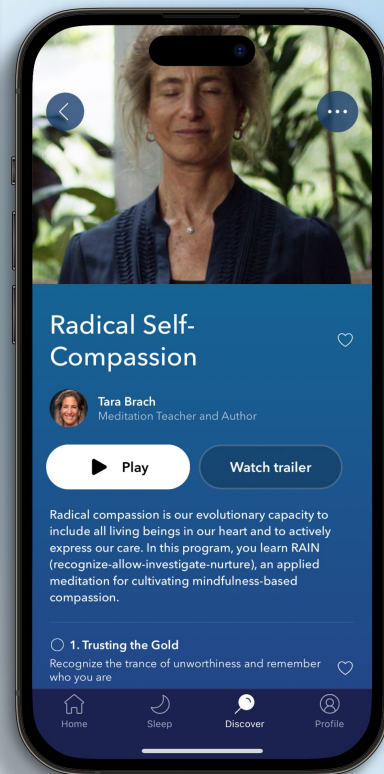 Radical Self-
Compassion
Tara Brach
Meditation Teacher and Author
Play
Watch trailer
Radical compassion is our evolutionary capacity to
include all living beings in our heart and to actively
express our care. In this program, you learn RAIN
(recognize-allow-investigate-nurture), an applied
meditation for cultivating mindfulness-based
compassion.
1. Trusting the Gold
Recognize the trance of unworthiness and remember
who you are
Home
Sleep
Discover
Profile